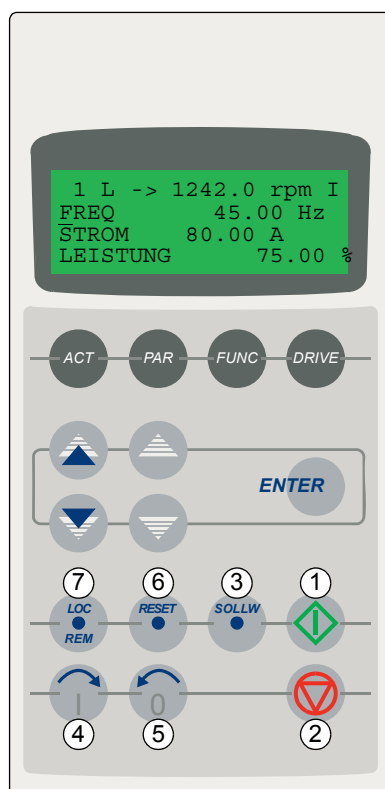 1 L -> 1242.0 rpm I
FREQ 45.00 Hz
STROM 80.00 A
LEISTUNG 75.00 %
ACT PAR FUNC DRIVE
ENTER
7 6 3 1
LOC RESET SOLLW
REM
I 0
4 5 2